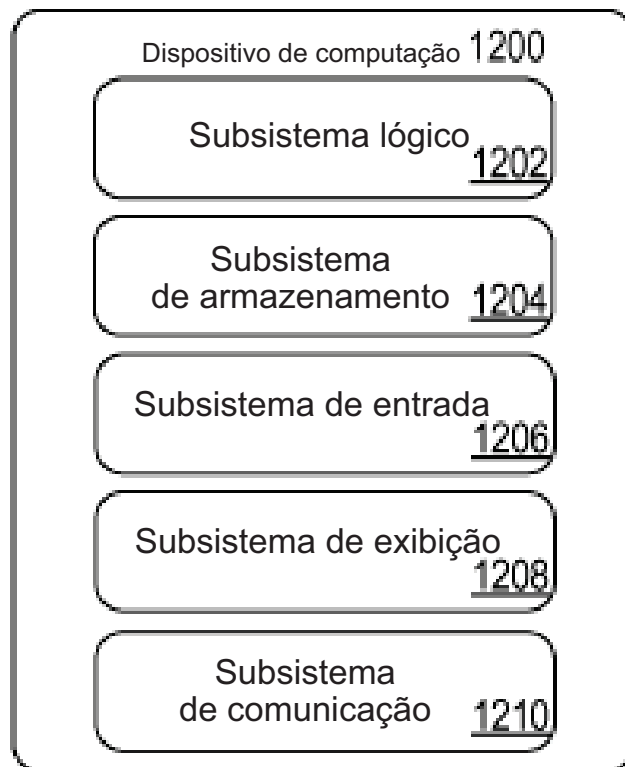 Dispositivo de computação 1200
Subsistema lógico
1202
Subsistema
de armazenamento 1204
Subsistema de entrada
1206
Subsistema de exibição
1208
Subsistema
de comunicação 1210